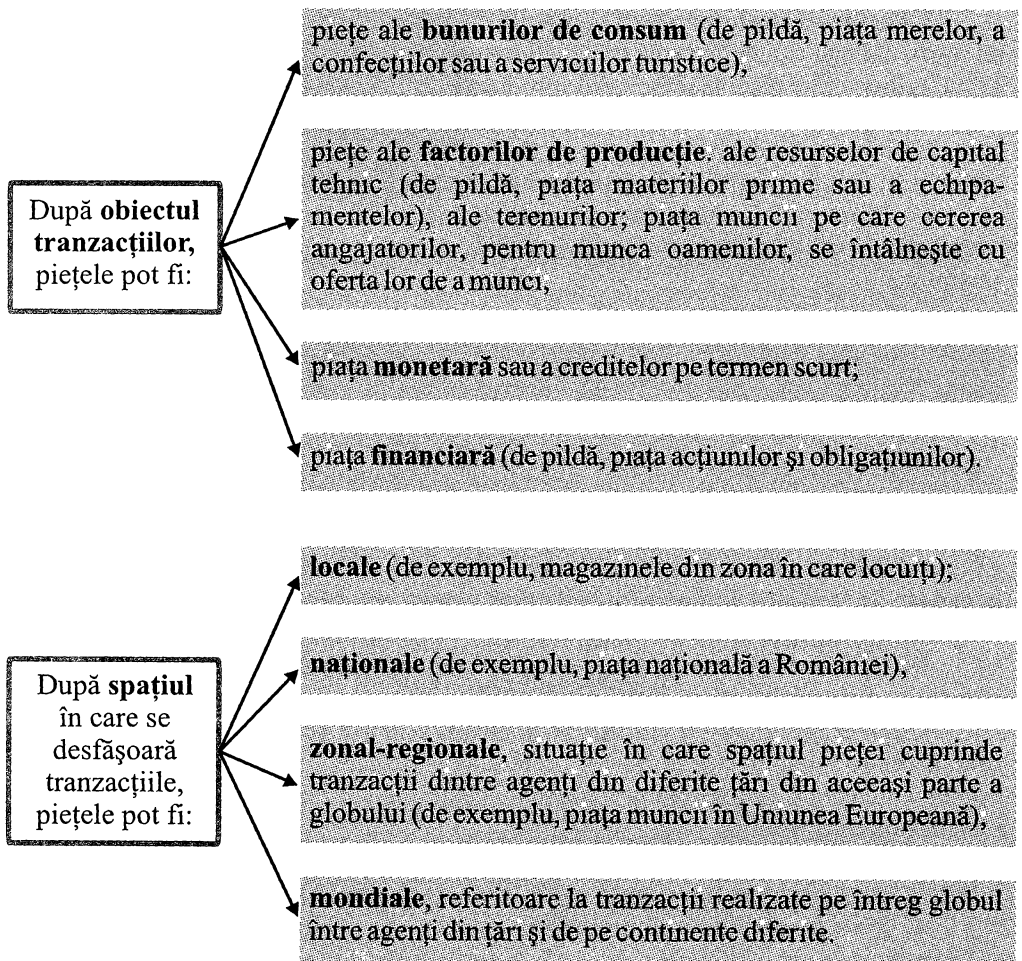 piețe ale bunurilor de consum (de pildă, piața merelor, a
confecțiilor sau a serviciilor turistice),
După obiectul
tranzacțiilor,
piețele pot fi:
piețe ale factorilor de producție. ale resurselor de capital
tehnic (de pildă, piața materiilor prime sau a echipa-
mentelor), ale terenurilor; piața muncii pe care cererea
angajatorilor, pentru munca oamenilor, se întâlnește cu
oferta lor de a munci,
piața monetară sau a creditelor pe termen scurt;
piața financiară (de pildă, piața acțiunilor și obligațiunilor).
După spațiul
în care se
desfășoară
tranzacțiile,
piețele pot fi:
locale (de exemplu, magazinele din zona în care locuiți);
naționale (de exemplu, piața națională a României),
zonal-regionale, situație în care spațiul pieței cuprinde
tranzacții dintre agenți din diferite țări din aceeași parte a
globului (de exemplu, piața muncii în Uniunea Europeană),
mondiale, referitoare la tranzacții realizate pe întreg globul
între agenți din țări și de pe continente diferite.